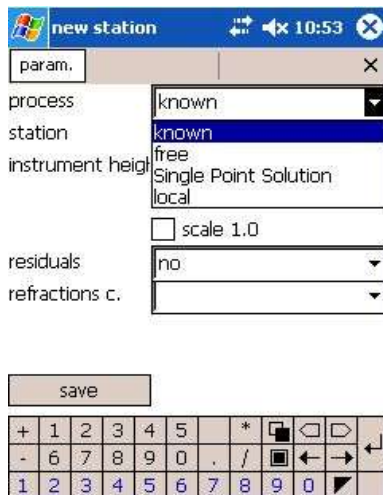 new station 10:53
param.
process known
station known
free
instrument heigh
Single Point Solution
local
scale 1.0
residuals no
refractions c.
save
+ 1 2 3 4 5 *
- 6 7 8 9 0 . /
1 2 3 4 5 6 7 8 9 0